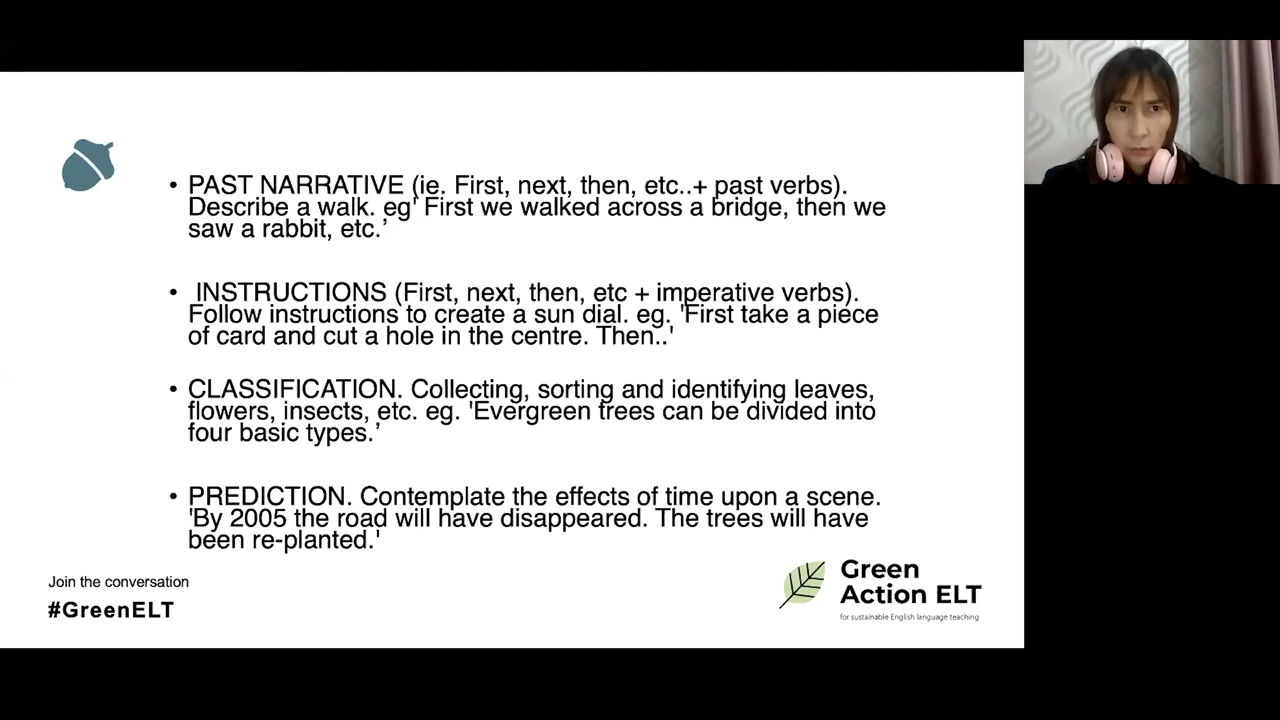 • PAST NARRATIVE (ie. First, next, then, etc..+ past verbs).
Describe a walk. eg' First we walked across a bridge, then we
saw a rabbit, etc.’
• INSTRUCTIONS (First, next, then, etc + imperative verbs).
Follow instructions to create a sun dial. eg. 'First take a piece
of card and cut a hole in the centre. Then..'
• CLASSIFICATION. Collecting, sorting and identifying leaves,
flowers, insects, etc. eg. 'Evergreen trees can be divided into
four basic types.’
• PREDICTION. Contemplate the effects of time upon a scene.
'By 2005 the road will have disappeared. The trees will have
been re-planted.'
Join the conversation
#GreenELT
Green
Action ELT
for sustainable English language teaching